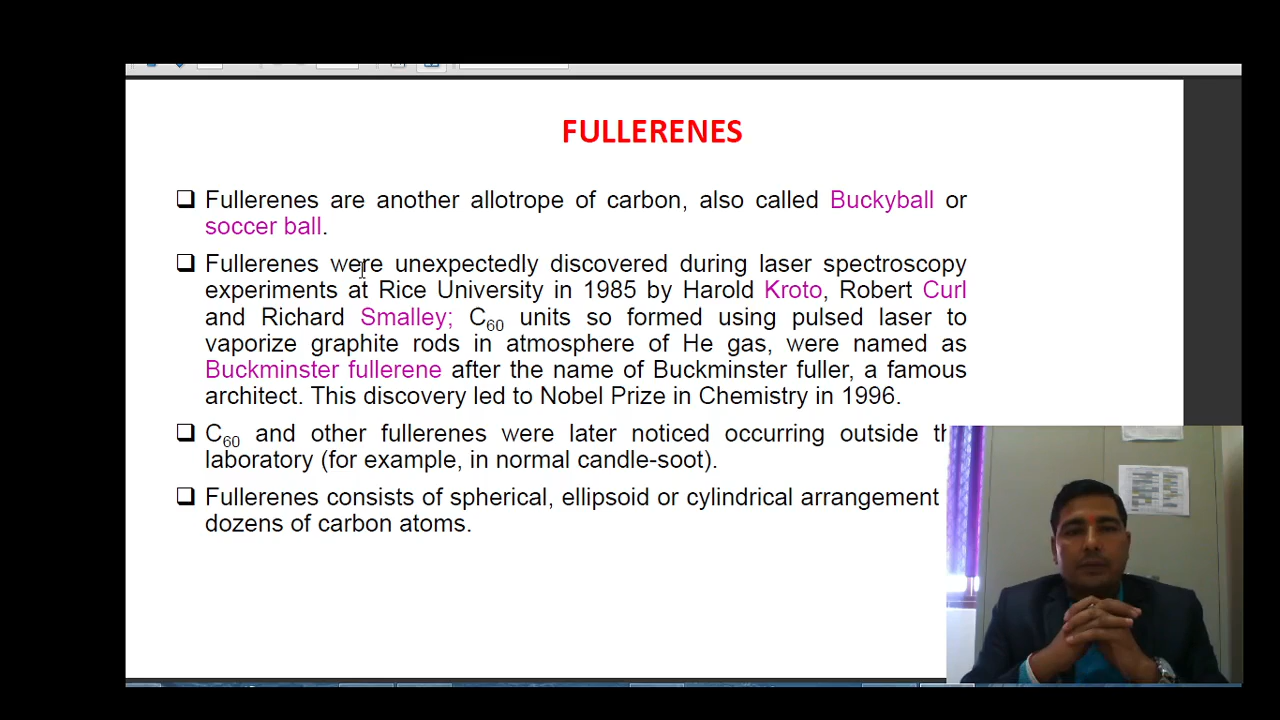 FULLERENES
❑ Fullerenes are another allotrope of carbon, also called Buckyball or
soccer ball.
❑ Fullerenes were unexpectedly discovered during laser spectroscopy
experiments at Rice University in 1985 by Harold Kroto, Robert Curl
and Richard Smalley; C60 units so formed using pulsed laser to
vaporize graphite rods in atmosphere of He gas, were named as
Buckminster fullerene after the name of Buckminster fuller, a famous
architect. This discovery led to Nobel Prize in Chemistry in 1996.
❑ C60 and other fullerenes were later noticed occurring outside
laboratory (for example, in normal candle-soot).
❑ Fullerenes consists of spherical, ellipsoid or cylindrical arrangement
dozens of carbon atoms.